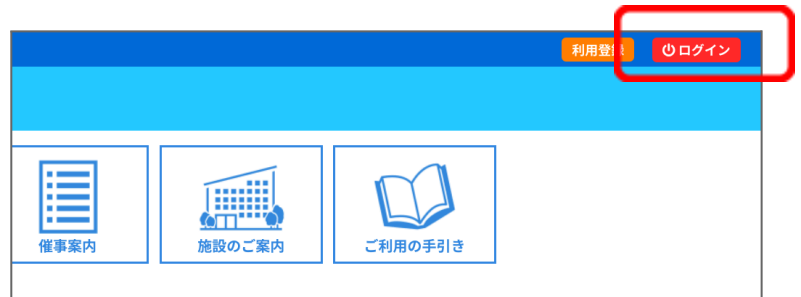 利用登録
ログイン
催事案内
施設のご案内
ご利用の手引き